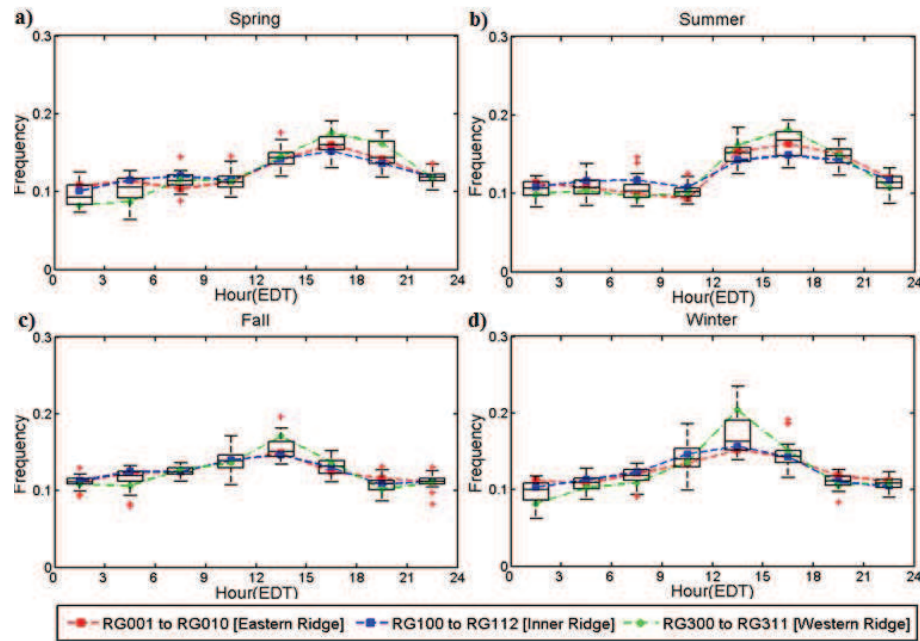 a) Spring
b) Summer
0.3
0.2
0.1
0
Frequency
0 3 6 9 12 15 18 21 24
Hour(EDT)
0.3
0.2
0.1
0
Frequency
0 3 6 9 12 15 18 21 24
Hour(EDT)
c) Fall
d) Winter
0.3
0.2
0.1
0
Frequency
0 3 6 9 12 15 18 21 24
Hour(EDT)
0.3
0.2
0.1
0
Frequency
0 3 6 9 12 15 18 21 24
Hour(EDT)
RG001 to RG010 [Eastern Ridge] RG100 to RG112 [Inner Ridge] RG300 to RG311 [Western Ridge]